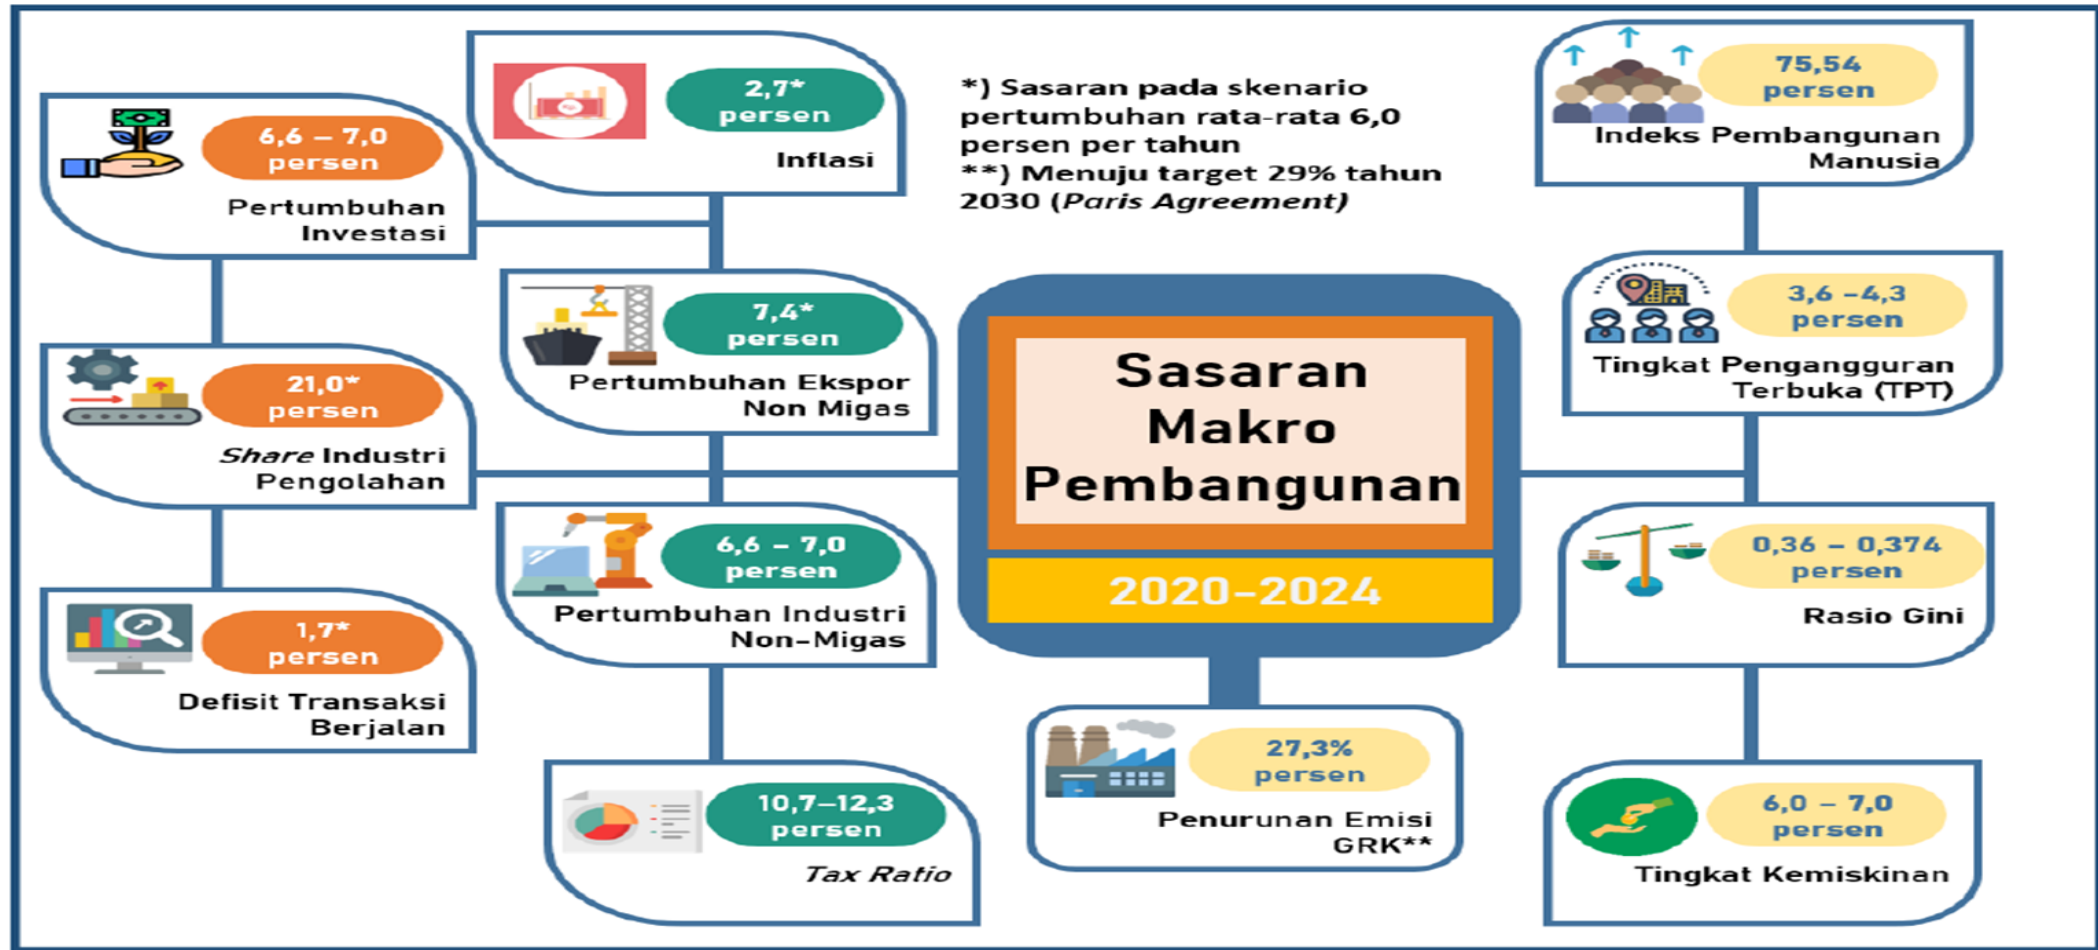 6,6 – 7,0
persen
Pertumbuhan
Investasi
21,0*
persen
Share Industri
Pengolahan
1,7*
persen
Defisit Transaksi
Berjalan
2,7*
persen
Inflasi
7,4*
persen
Pertumbuhan Ekspor
Non Migas
6,6 – 7,0
persen
Pertumbuhan Industri
Non-Migas
10,7–12,3
persen
Tax Ratio
*) Sasaran pada skenario
pertumbuhan rata-rata 6,0
persen per tahun
**) Menuju target 29% tahun
2030 (Paris Agreement)
Sasaran
Makro
Pembangunan
2020-2024
27,3%
persen
Penurunan Emisi
GRK**
75,54
persen
Indeks Pembangunan
Manusia
3,6 -4,3
persen
Tingkat Pengangguran
Terbuka (TPT)
0,36 – 0,374
persen
Rasio Gini
6,0 – 7,0
persen
Tingkat Kemiskinan